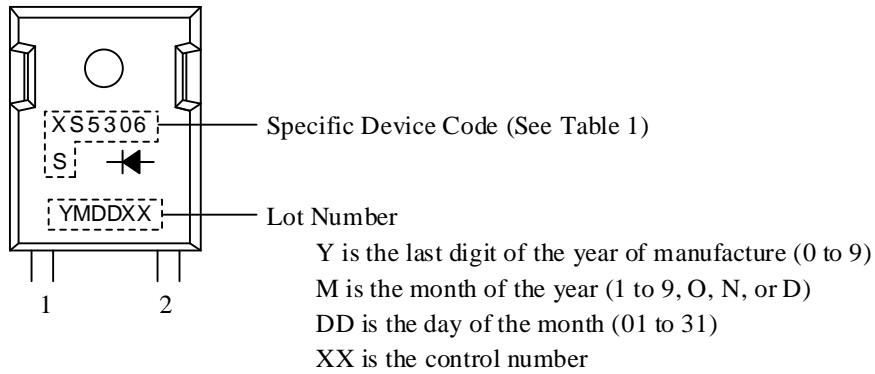 XS5306
S
Specific Device Code (See Table 1)
YMDDXX
Lot Number
Y is the last digit of the year of manufacture (0 to 9)
M is the month of the year (1 to 9, O, N, or D)
DD is the day of the month (01 to 31)
XX is the control number
1 2